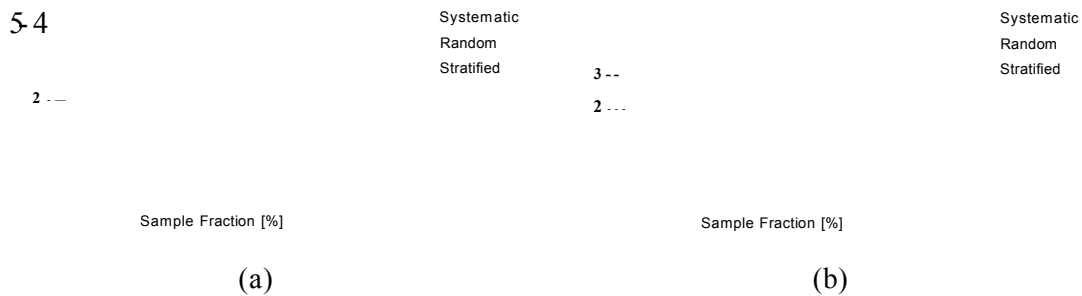 5-4
Systematic
Random
Stratified
2 - —
Sample Fraction [%]
(a)
Systematic
Random
Stratified
3 --
2 ---
Sample Fraction [%]
(b)